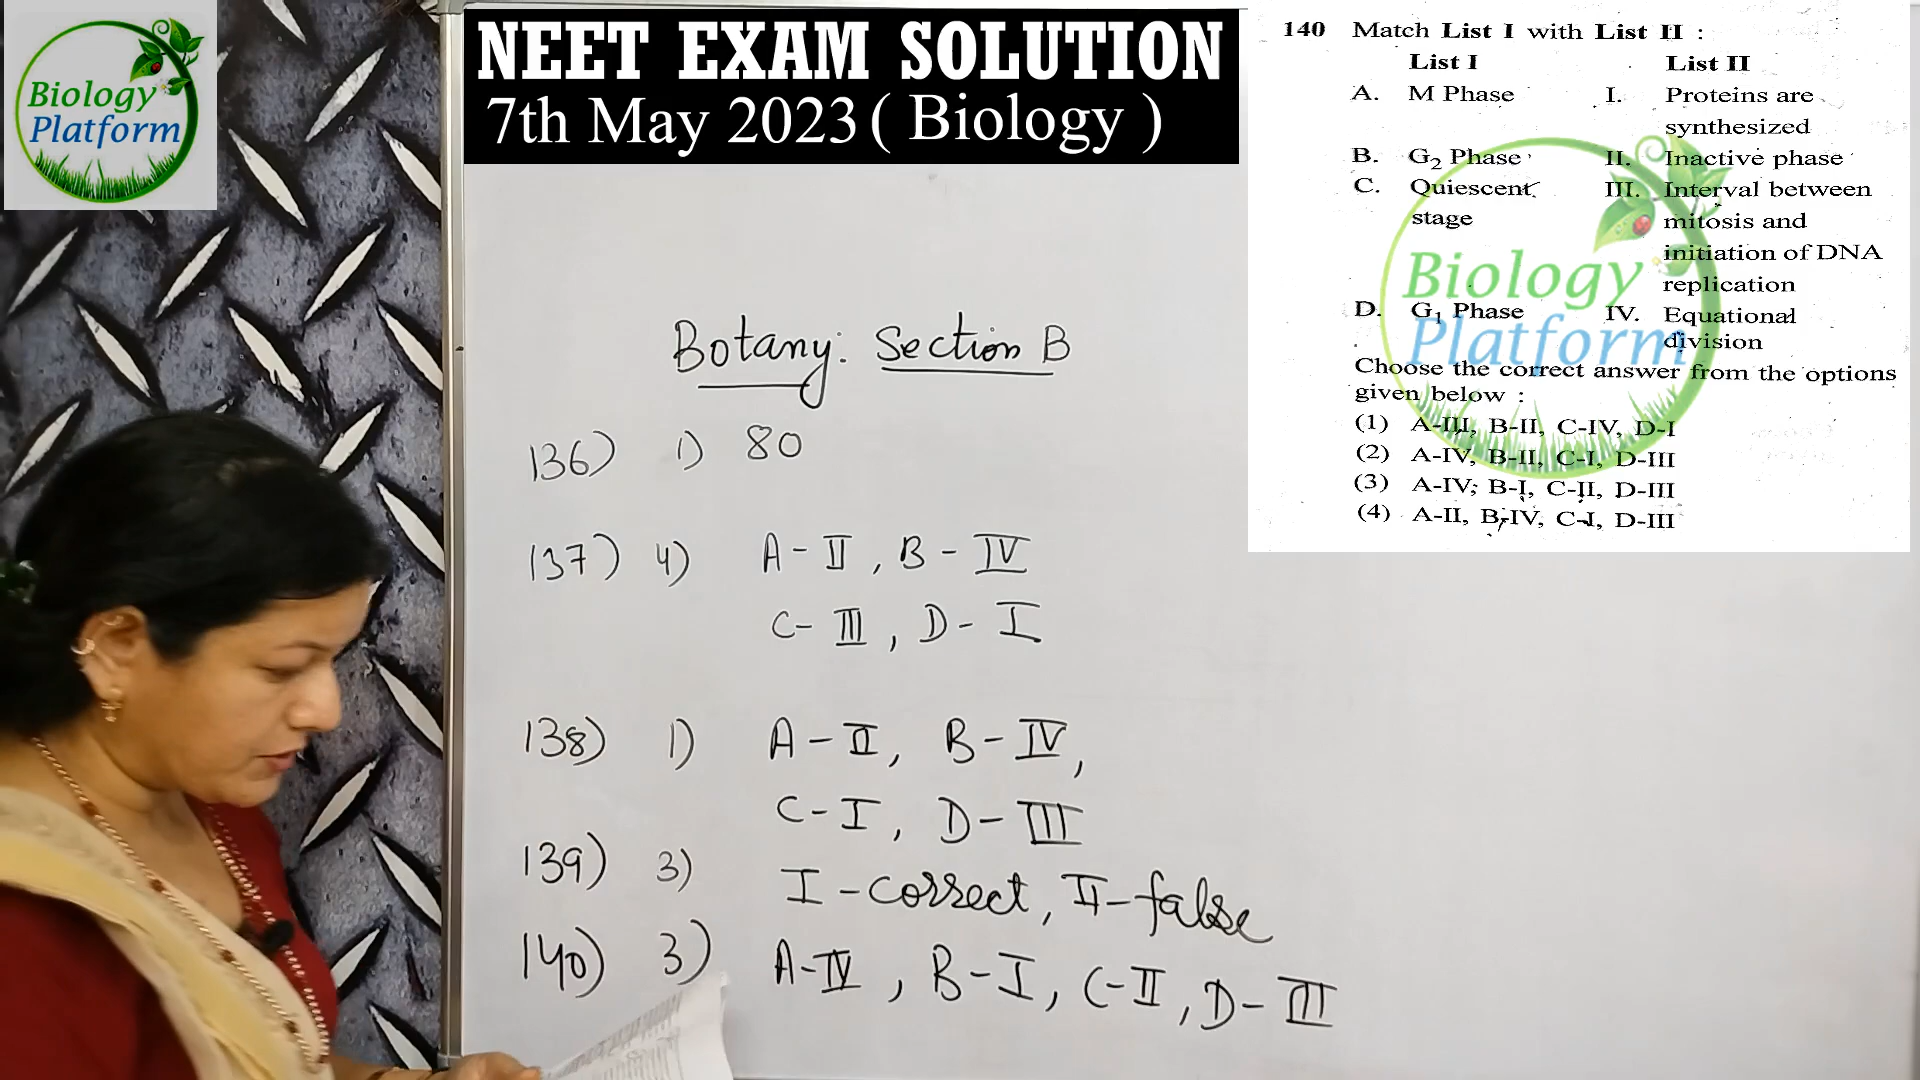 Biology
Platform
NEET EXAM SOLUTION
7th May 2023 ( Biology )
Botany: Section B
136) 1) 80
137) 4) A - II , B - IV
C - III , D - I
138) 1) A - II, B - IV,
C - I, D - III
139) 3) I - correct, II - false
140) 3) A - IV , B - I, C - II, D - III
140 Match List I with List II :
List I List II
A. M Phase I. Proteins are
synthesized
B. G2 Phase II. Inactive phase
C. Quiescent III. Interval between
stage mitosis and
initiation of DNA
replication
D. G1 Phase IV. Equational
division
Choose the correct answer from the options
given below :
(1) A-III, B-II, C-IV, D-I
(2) A-IV, B-II, C-I, D-III
(3) A-IV, B-I, C-II, D-III
(4) A-II, B-IV, C-I, D-III
Biology
Platform